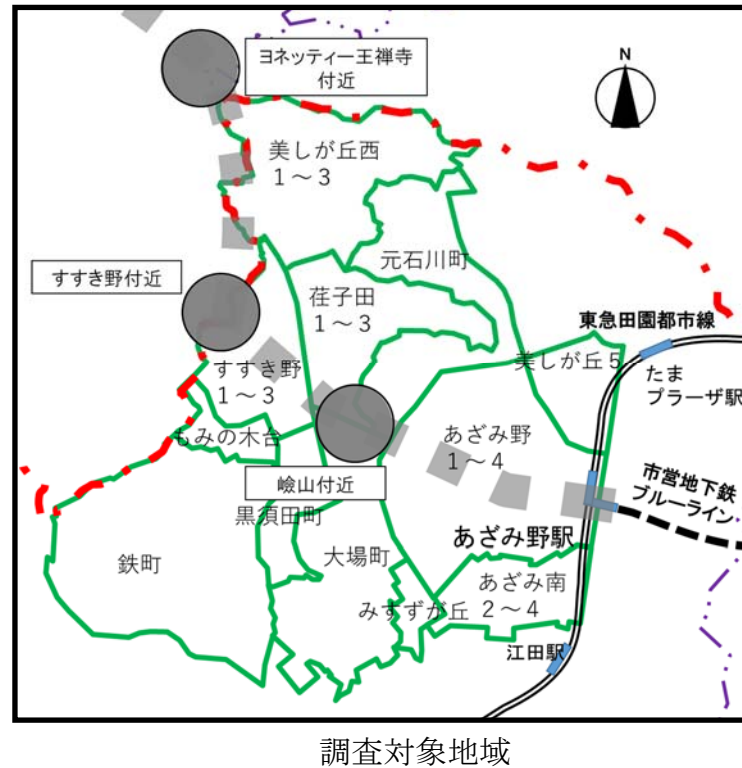 ヨネッティー王禅寺
付近
N
美しが丘西
1～3
元石川町
すすき野付近
荏子田
1～3
東急田園都市線
美しが丘5
たま
プラーザ駅
すすき野
1～3
もみの木台
あざみ野
1～4
嶮山付近
市営地下鉄
ブルーライン
黒須田町
あざみ野駅
大場町
鉄町
あざみ南
2～4
みすずが丘
江田駅
調査対象地域